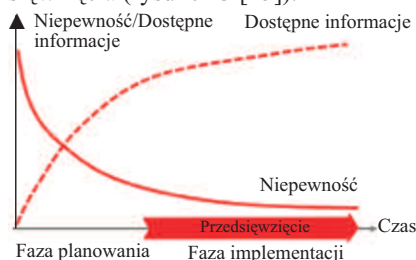 Niepewność/Dostępne
informacje
Dostępne informacje
Niepewność
Przedsięwzięcie
Czas
Faza planowania
Faza implementacji